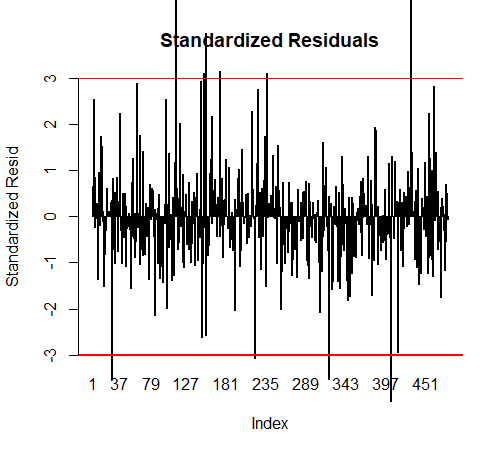 Standardized Residuals
3
2
1
0
-1
-2
-3
Standardized Resid
1 37 79 127 181 235 289 343 397 451
Index